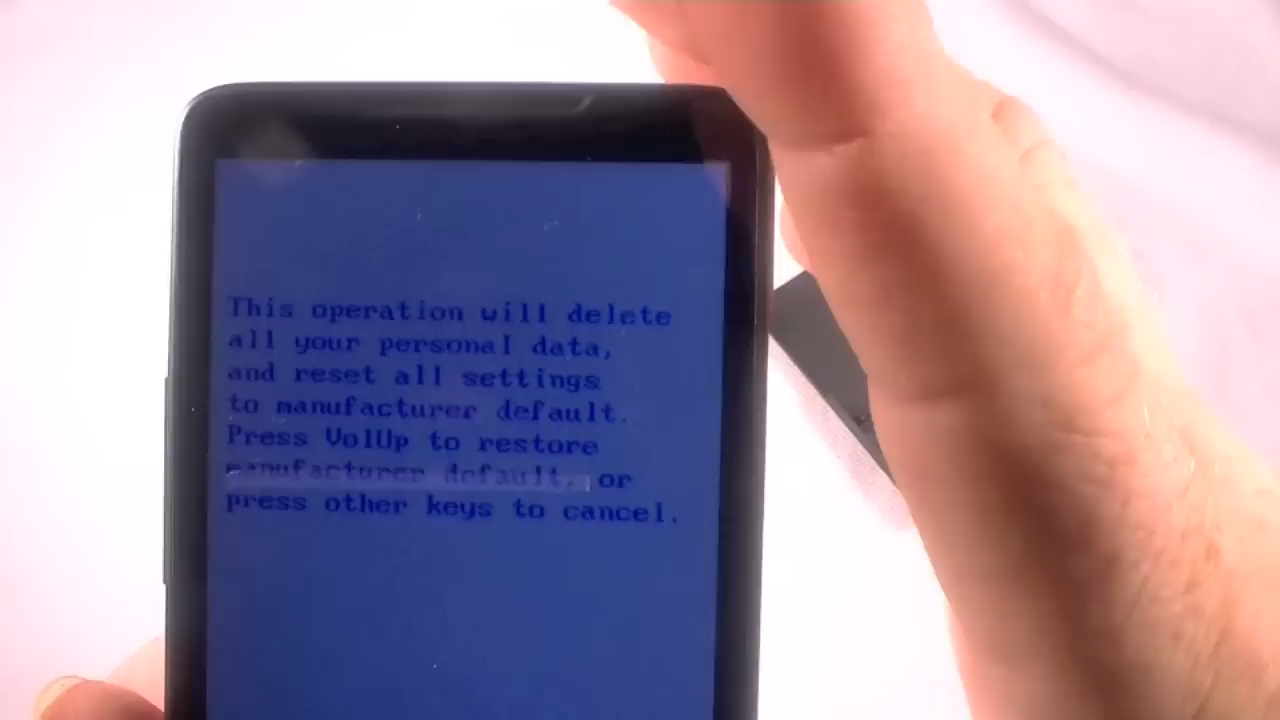 This operation will delete
all your personal data,
and reset all settings
to manufacturer default.
Press VolUp to restore
manufacturer default, or
press other keys to cancel.